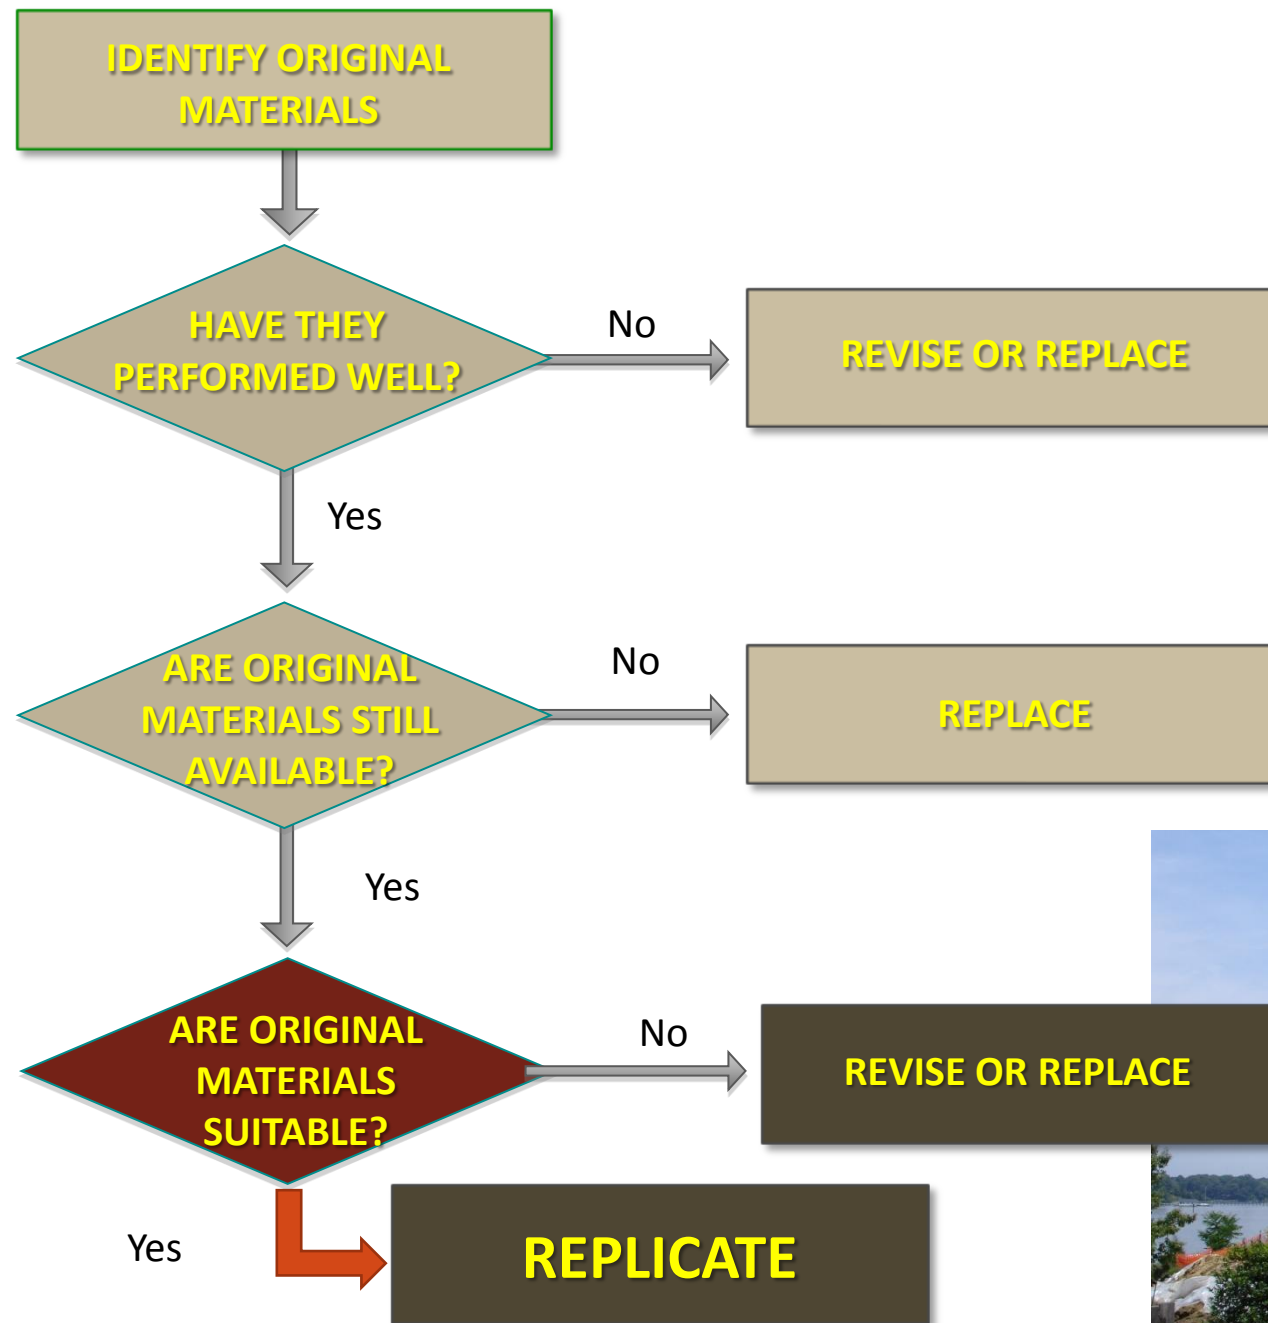 IDENTIFY ORIGINAL
MATERIALS
HAVE THEY
PERFORMED WELL?
No
REVISE OR REPLACE
Yes
ARE ORIGINAL
MATERIALS STILL
AVAILABLE?
No
REPLACE
Yes
ARE ORIGINAL
MATERIALS
SUITABLE?
No
REVISE OR REPLACE
Yes
REPLICATE